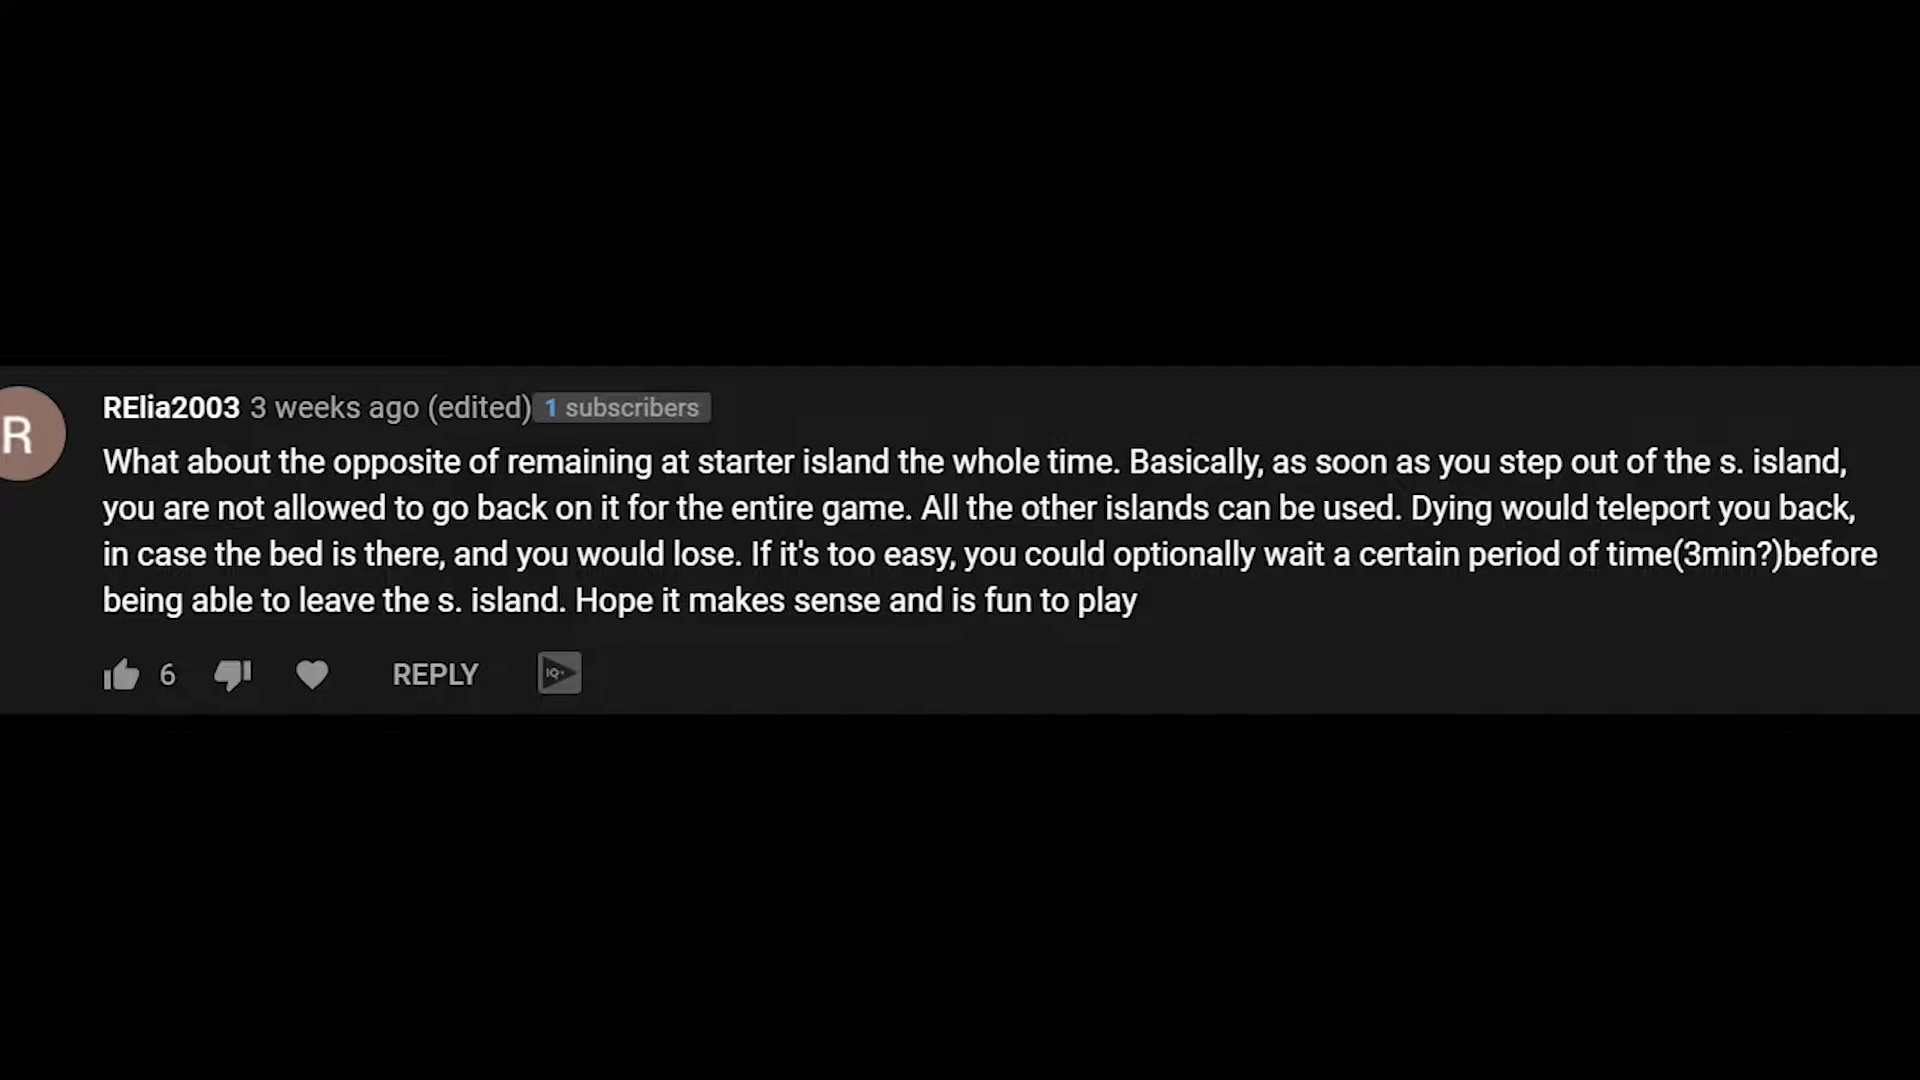 R
RElia2003 3 weeks ago (edited) 1 subscribers
What about the opposite of remaining at starter island the whole time. Basically, as soon as you step out of the s. island,
you are not allowed to go back on it for the entire game. All the other islands can be used. Dying would teleport you back,
in case the bed is there, and you would lose. If it's too easy, you could optionally wait a certain period of time(3min?)before
being able to leave the s. island. Hope it makes sense and is fun to play
6 REPLY IQ+